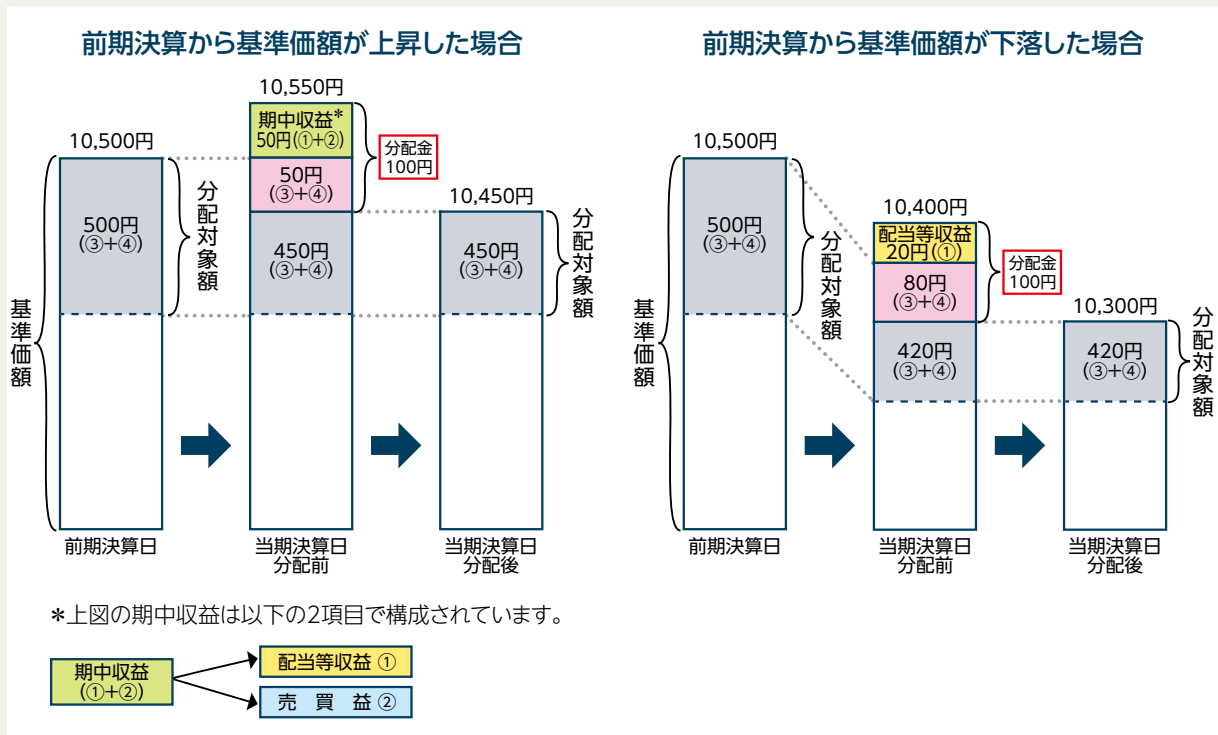 前期決算から基準価額が上昇した場合
10,500円
500円
(③+④)
分配対象額
基準価額
前期決算日
10,550円
期中収益*
50円(①+②)
50円
(③+④)
450円
(③+④)
分配金
100円
当期決算日
分配前
10,450円
450円
(③+④)
分配対象額
当期決算日
分配後
前期決算から基準価額が下落した場合
10,500円
500円
(③+④)
分配対象額
基準価額
前期決算日
10,400円
配当等収益
20円(①)
80円
(③+④)
420円
(③+④)
分配金
100円
当期決算日
分配前
10,300円
420円
(③+④)
分配対象額
当期決算日
分配後
*上図の期中収益は以下の2項目で構成されています。
期中収益
(①+②)
配当等収益 ①
売 買 益 ②